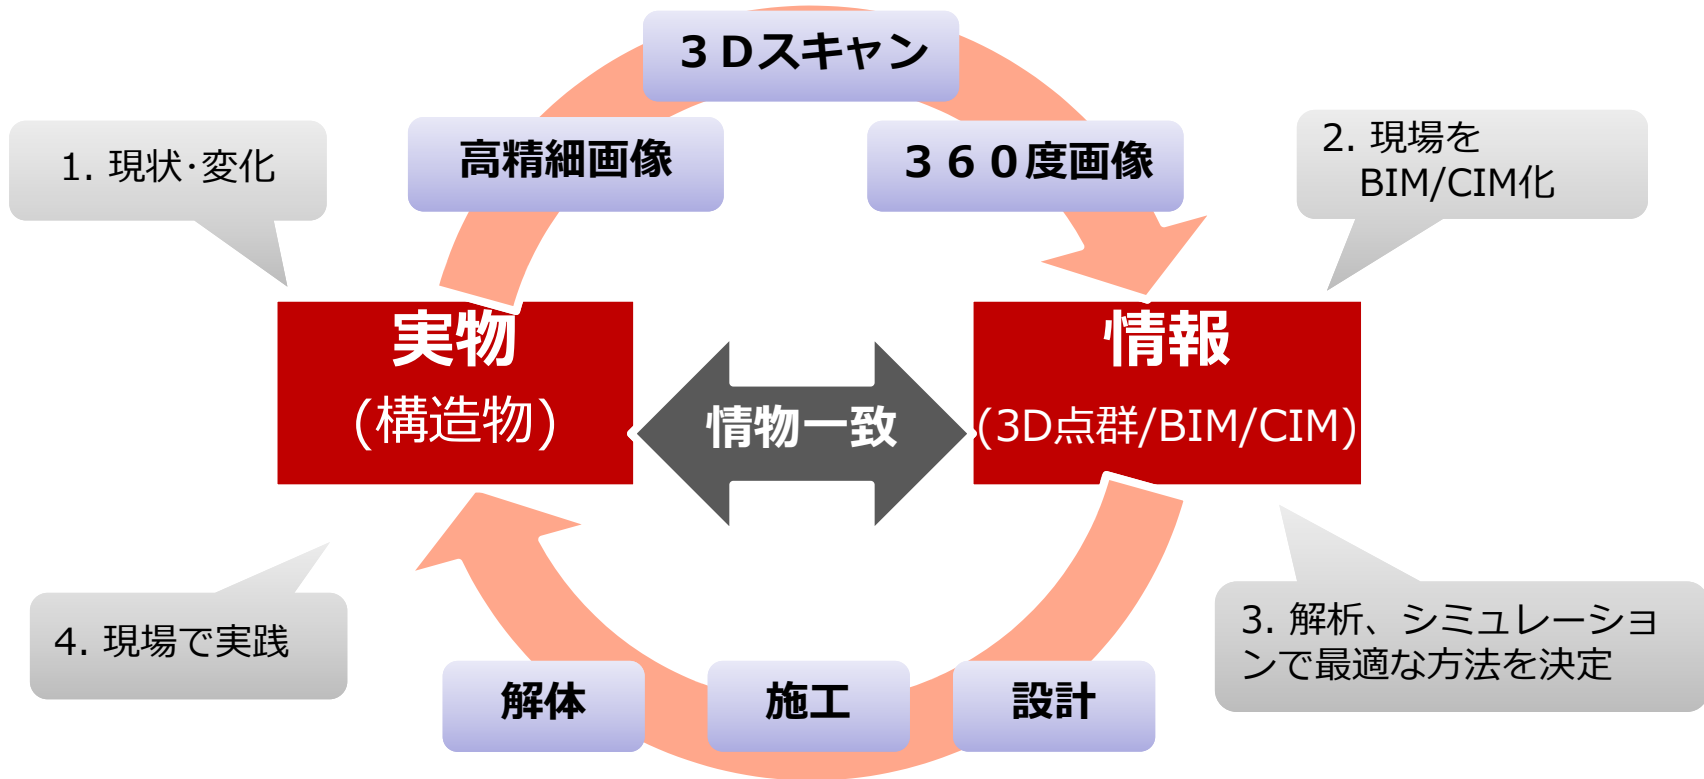 ３Dスキャン
高精細画像
３６０度画像
1. 現状･変化
2. 現場を
BIM/CIM化
実物
(構造物)
情物一致
情報
(3D点群/BIM/CIM)
4. 現場で実践
3. 解析、シミュレーショ
ンで最適な方法を決定
解体
施工
設計